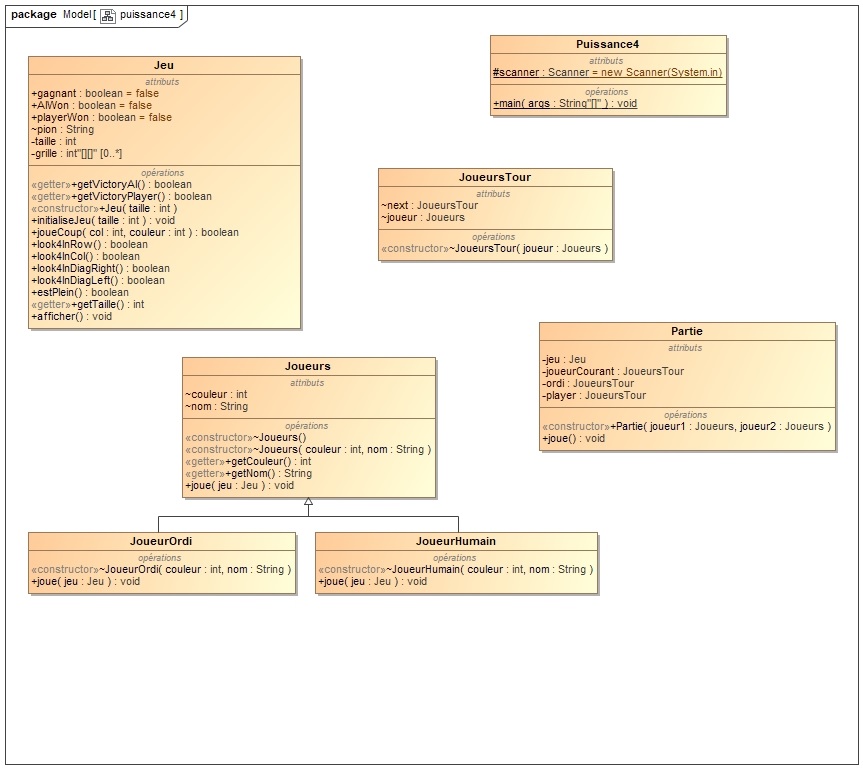 package Model [ puissance4 ]
Jeu
attributs
+gagnant : boolean = false
+AIWon : boolean = false
+playerWon : boolean = false
~pion : String
-taille : int
-grille : int"[][]" [0..*]
opérations
«getter»+getVictoryAI() : boolean
«getter»+getVictoryPlayer() : boolean
«constructor»+Jeu( taille : int )
+initialiseJeu( taille : int ) : void
+joueCoup( col : int, couleur : int ) : boolean
+look4InRow() : boolean
+look4InCol() : boolean
+look4InDiagRight() : boolean
+look4InDiagLeft() : boolean
+estPlein() : boolean
«getter»+getTaille() : int
+afficher() : void
Puissance4
attributs
#scanner : Scanner = new Scanner(System.in)
opérations
+main( args : String"[]" ) : void
JoueursTour
attributs
~next : JoueursTour
~joueur : Joueurs
opérations
«constructor»~JoueursTour( joueur : Joueurs )
Partie
attributs
-jeu : Jeu
-joueurCourant : JoueursTour
-ordi : JoueursTour
-player : JoueursTour
opérations
«constructor»+Partie( joueur1 : Joueurs, joueur2 : Joueurs )
+joue() : void
Joueurs
attributs
~couleur : int
~nom : String
opérations
«constructor»~Joueurs()
«constructor»~Joueurs( couleur : int, nom : String )
«getter»+getCouleur() : int
«getter»+getNom() : String
+joue( jeu : Jeu ) : void
JoueurOrdi
opérations
«constructor»~JoueurOrdi( couleur : int, nom : String )
+joue( jeu : Jeu ) : void
JoueurHumain
opérations
«constructor»~JoueurHumain( couleur : int, nom : String )
+joue( jeu : Jeu ) : void